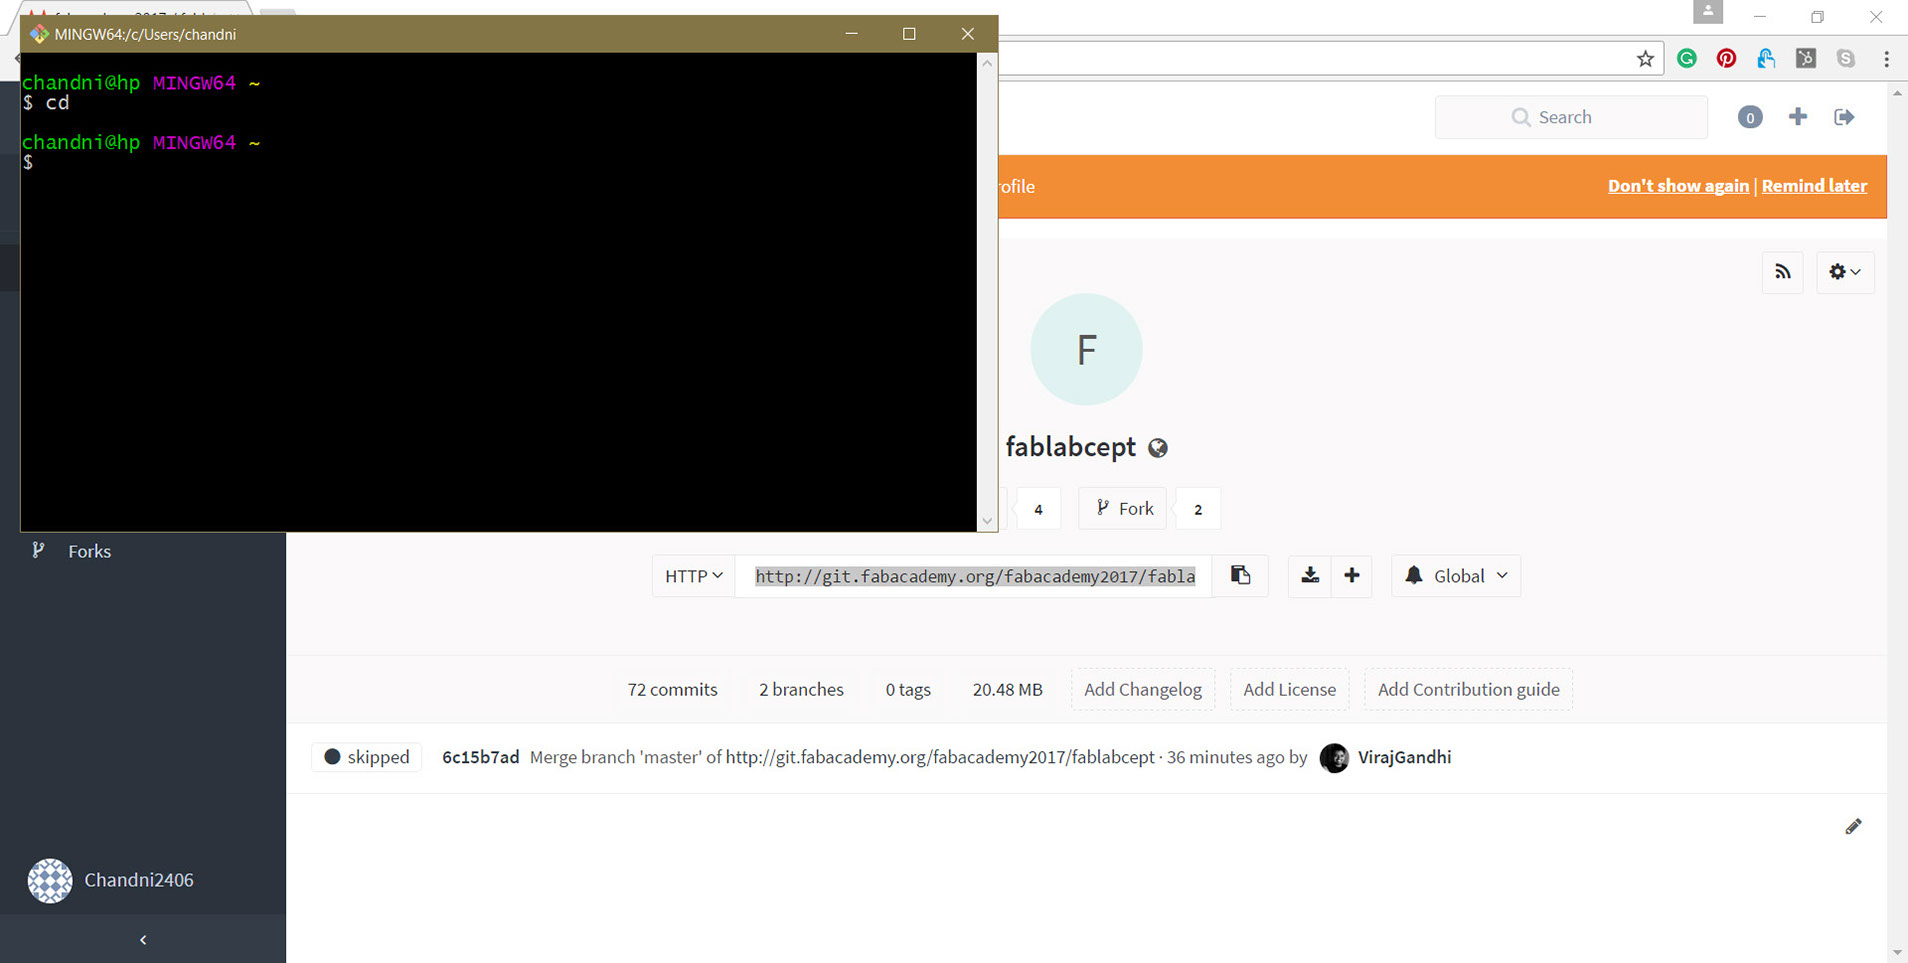 MINGW64:/c/Users/chandni
chandni@hp MINGW64 ~
$ cd
chandni@hp MINGW64 ~
$
Search
0
rofile
Don't show again | Remind later
F
fablabcept
4
Fork
2
Forks
HTTP
http://git.fabacademy.org/fabacademy2017/fabla
Global
72 commits
2 branches
0 tags
20.48 MB
Add Changelog
Add License
Add Contribution guide
skipped
6c15b7ad Merge branch 'master' of http://git.fabacademy.org/fabacademy2017/fablabcept · 36 minutes ago by VirajGandhi
Chandni2406